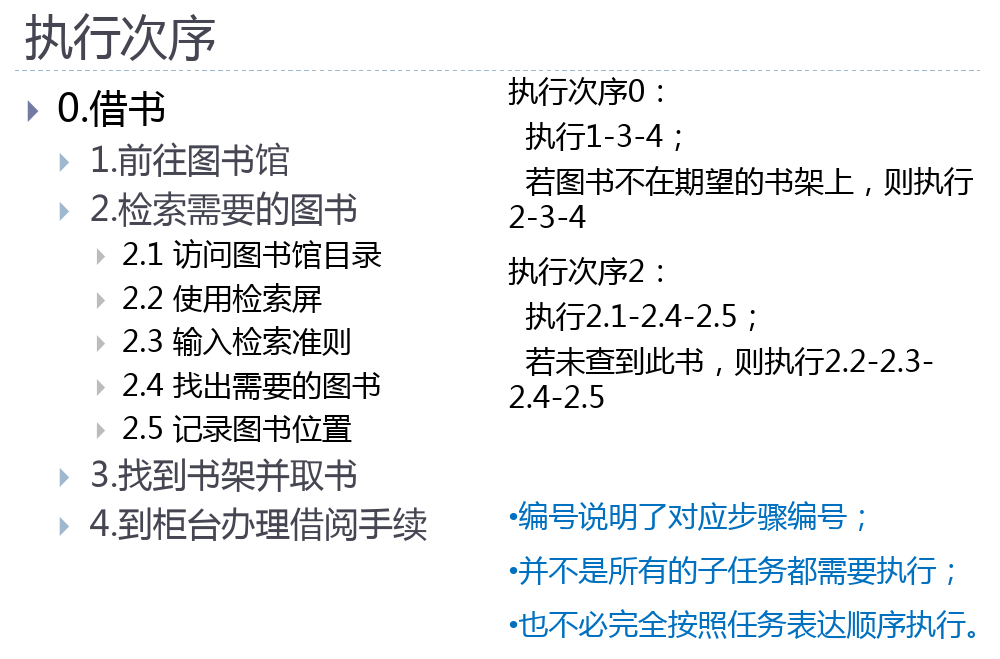 执行次序
0.借书
1.前往图书馆
2.检索需要的图书
2.1 访问图书馆目录
2.2 使用检索屏
2.3 输入检索准则
2.4 找出需要的图书
2.5 记录图书位置
3.找到书架并取书
4.到柜台办理借阅手续
执行次序0：
执行1-3-4；
若图书不在期望的书架上，则执行
2-3-4
执行次序2：
执行2.1-2.4-2.5；
若未查到此书，则执行2.2-2.3-
2.4-2.5
•编号说明了对应步骤编号；
•并不是所有的子任务都需要执行；
•也不必完全按照任务表达顺序执行。